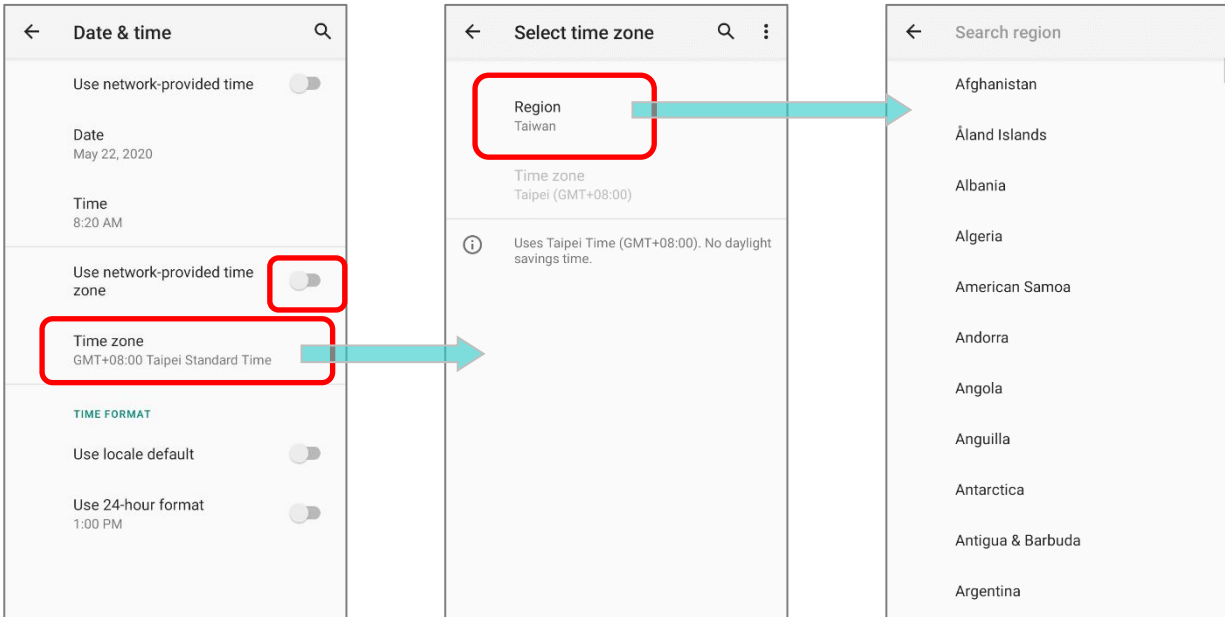 Date & time
Use network-provided time
Date
May 22, 2020
Time
8:20 AM
Use network-provided time
zone
Time zone
GMT+08:00 Taipei Standard Time
TIME FORMAT
Use locale default
Use 24-hour format
1:00 PM
Select time zone
Region
Taiwan
Time zone
Taipei (GMT+08:00)
Uses Taipei Time (GMT+08:00). No daylight
savings time.
Search region
Afghanistan
Åland Islands
Albania
Algeria
American Samoa
Andorra
Angola
Anguilla
Antarctica
Antigua & Barbuda
Argentina